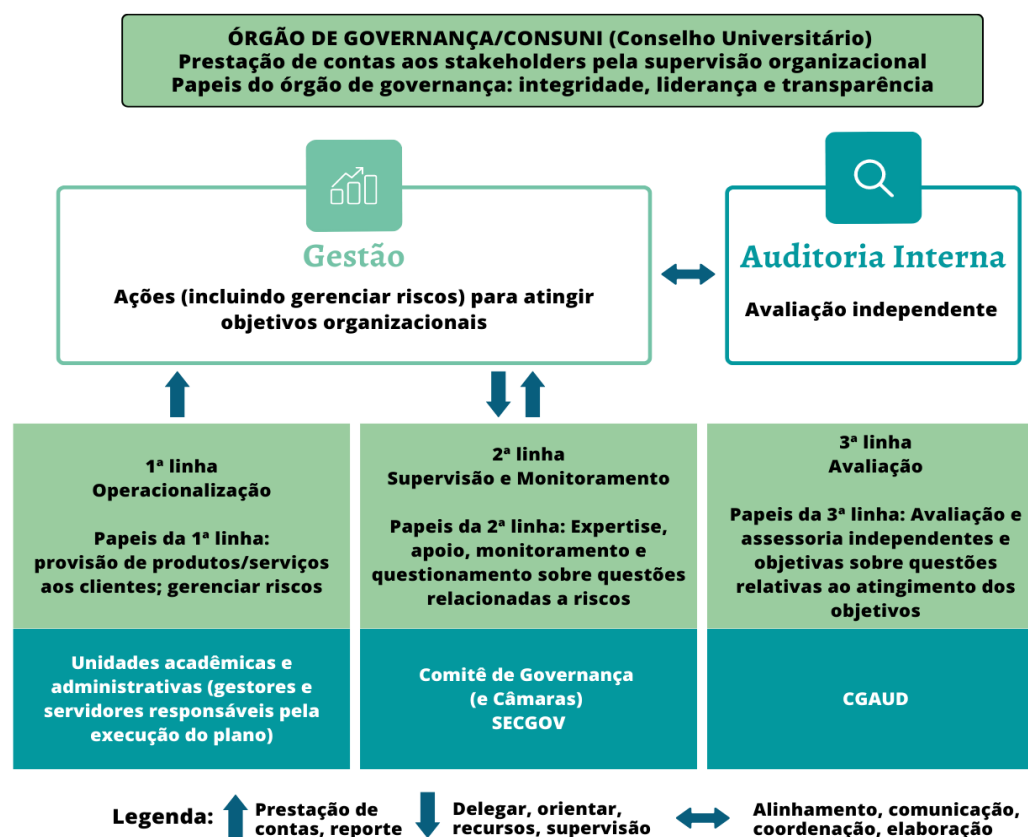 ÓRGÃO DE GOVERNANÇA/CONSUNI (Conselho Universitário)
Prestação de contas aos stakeholders pela supervisão organizacional
Papeis do órgão de governança: integridade, liderança e transparência
Gestão
Ações (incluindo gerenciar riscos) para atingir
objetivos organizacionais
Auditoria Interna
Avaliação independente
1ª linha
Operacionalização
Papeis da 1ª linha:
provisão de produtos/serviços
aos clientes; gerenciar riscos
Unidades acadêmicas e
administrativas (gestores e
servidores responsáveis pela
execução do plano)
2ª linha
Supervisão e Monitoramento
Papeis da 2ª linha: Expertise,
apoio, monitoramento e
questionamento sobre questões
relacionadas a riscos
Comitê de Governança
(e Câmaras)
SECGOV
3ª linha
Avaliação
Papeis da 3ª linha: Avaliação e
assessoria independentes e
objetivas sobre questões
relativas ao atingimento dos
objetivos
CGAUD
Legenda:
Prestação de
contas, reporte
Delegar, orientar,
recursos, supervisão
Alinhamento, comunicação,
coordenação, elaboração